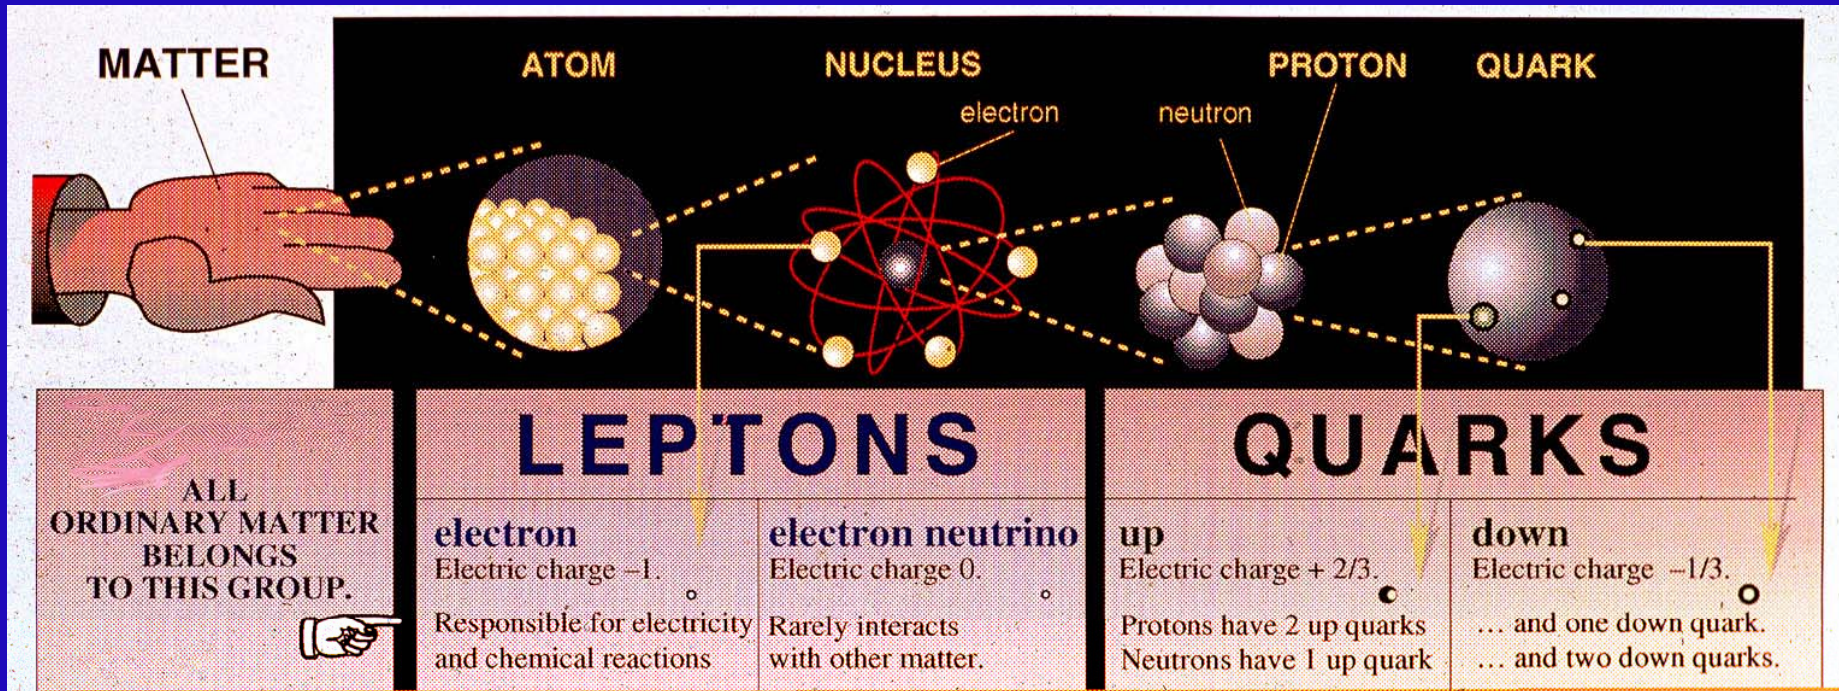 MATTER
ATOM
NUCLEUS
PROTON
QUARK
electron
neutron
LEPTONS
QUARKS
ALL
ORDINARY MATTER
BELONGS
TO THIS GROUP.
electron
Electric charge –1.
Responsible for electricity
and chemical reactions
electron neutrino
Electric charge 0.
Rarely interacts
with other matter.
up
Electric charge + 2/3.
Protons have 2 up quarks
Neutrons have 1 up quark
down
Electric charge –1/3.
... and one down quark.
... and two down quarks.